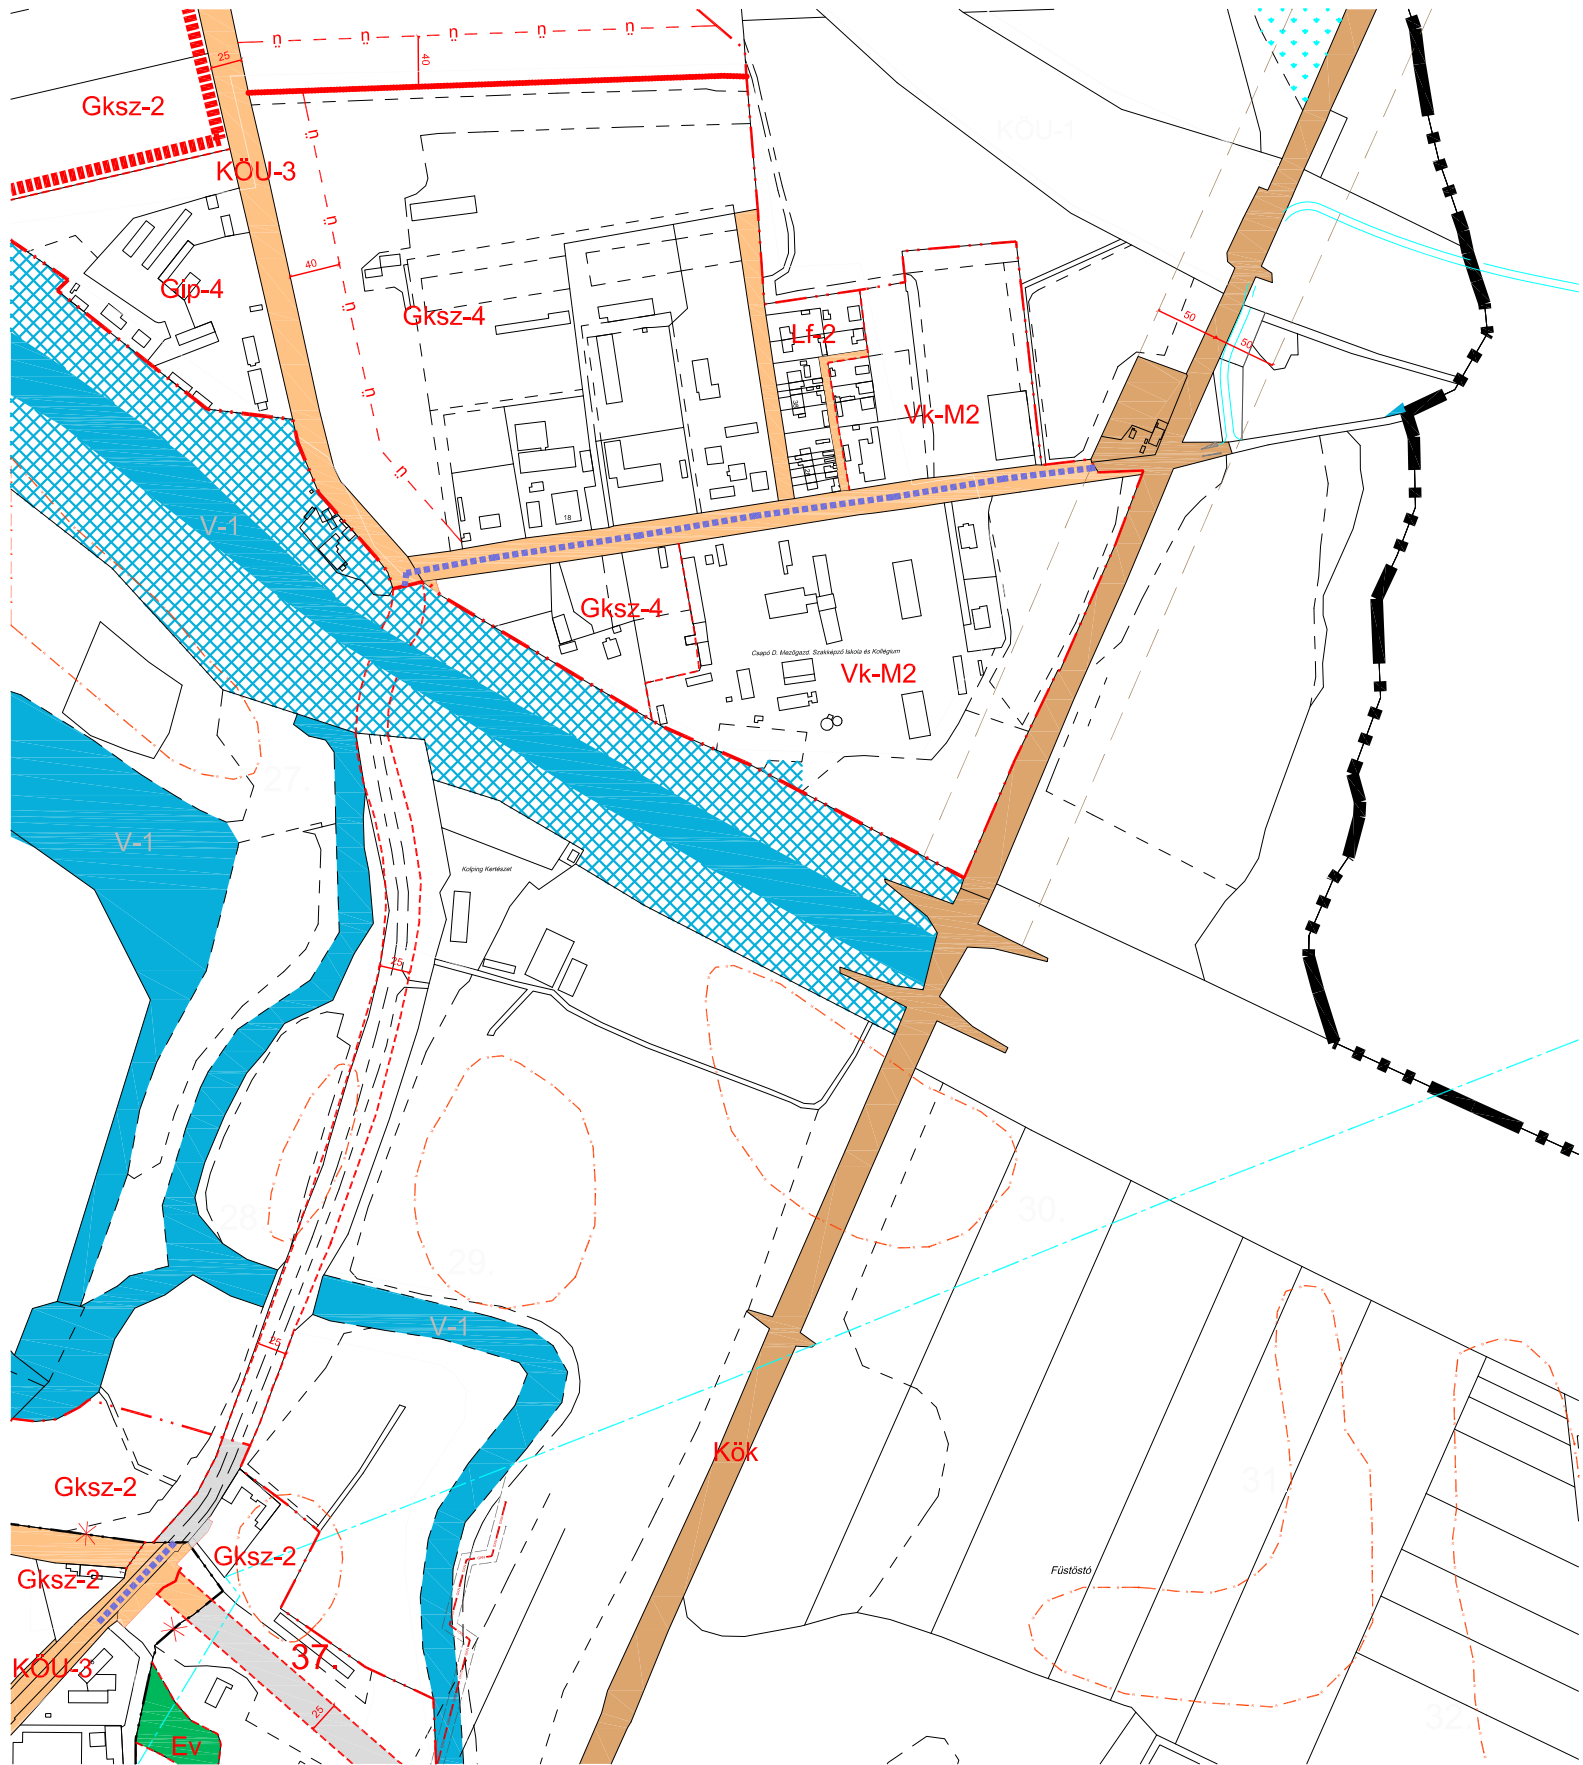 ü
ü
ü
ü
ü
25
40
Gksz-2
ü
KÖU-1
KÖU-3
ü
40
Gip-4
ü
Gksz-4
Lf-2
50
50
ü
Vk-M2
ü
18
V-1
Gksz-4
Csapó D. Mezőgazd. Szakképző Iskola és Kollégium
Vk-M2
27.
V-1
Kolping Kertészet
25
28.
30.
29.
V-1
25
Kök
Gksz-2
31.
Gksz-2
Gksz-2
Füstöstó
37.
KÖU-3
25
32.
Ev